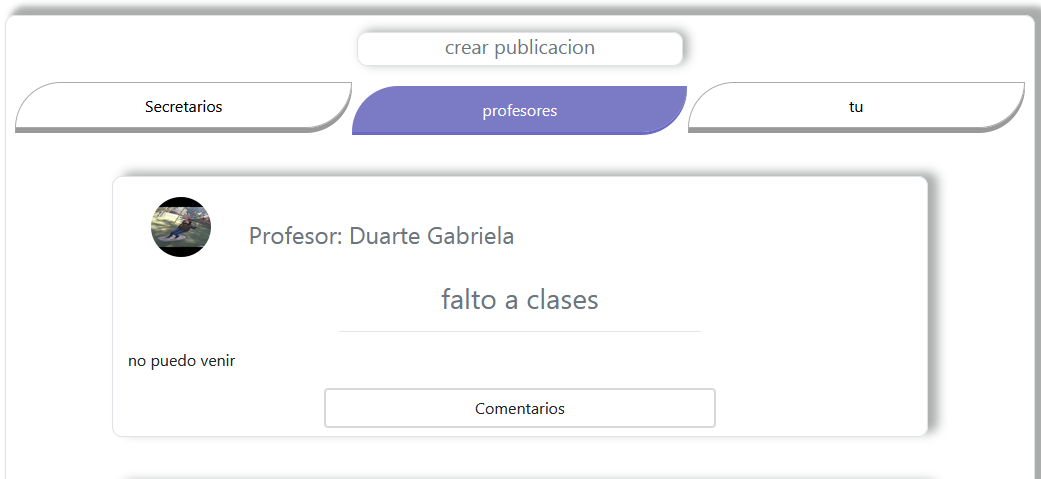 crear publicacion
Secretarios
profesores
tu
Profesor: Duarte Gabriela
falto a clases
no puedo venir
Comentarios